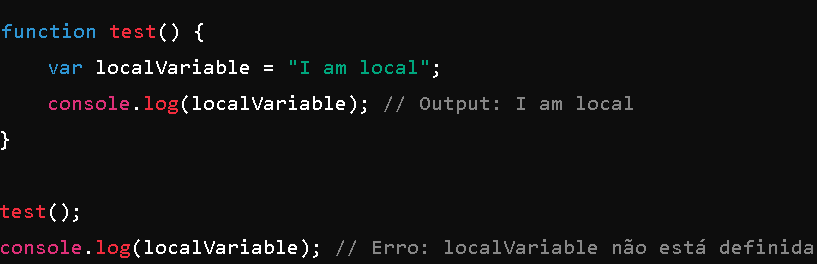 function test() {
    var localVariable = "I am local";
    console.log(localVariable); // Output: I am local
}
test();
console.log(localVariable); // Erro: localVariable não está definida